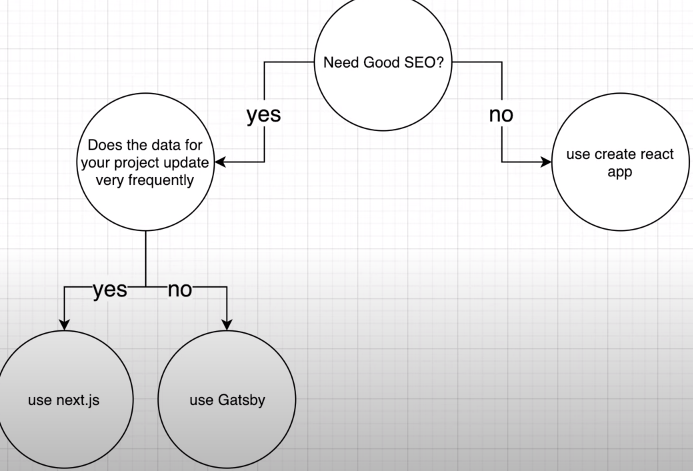 Need Good SEO?
yes
no
Does the data for
your project update
very frequently
use create react
app
yes
no
use next.js
use Gatsby